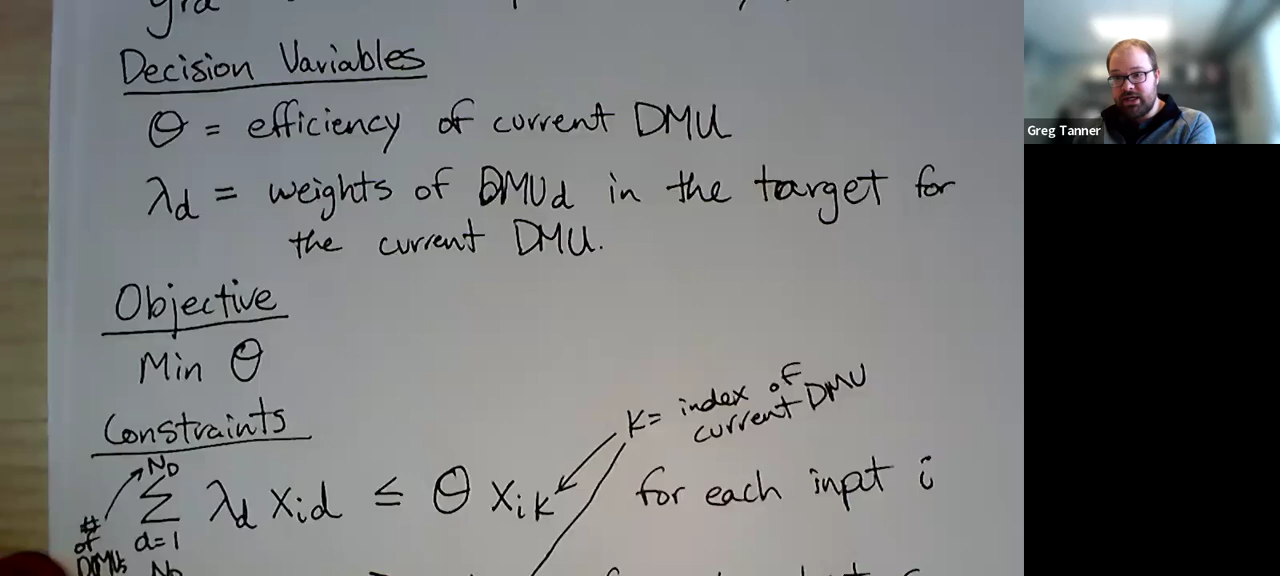 Decision Variables
θ = efficiency of current DMU
λd = weights of DMUd in the target for
the current DMU.
Objective
Min θ
Constraints
K= index of
current DMU
ND
Σ λd Xid ≤ θ Xik for each input i
d=1
#
of
DMUs
ND
Greg Tanner